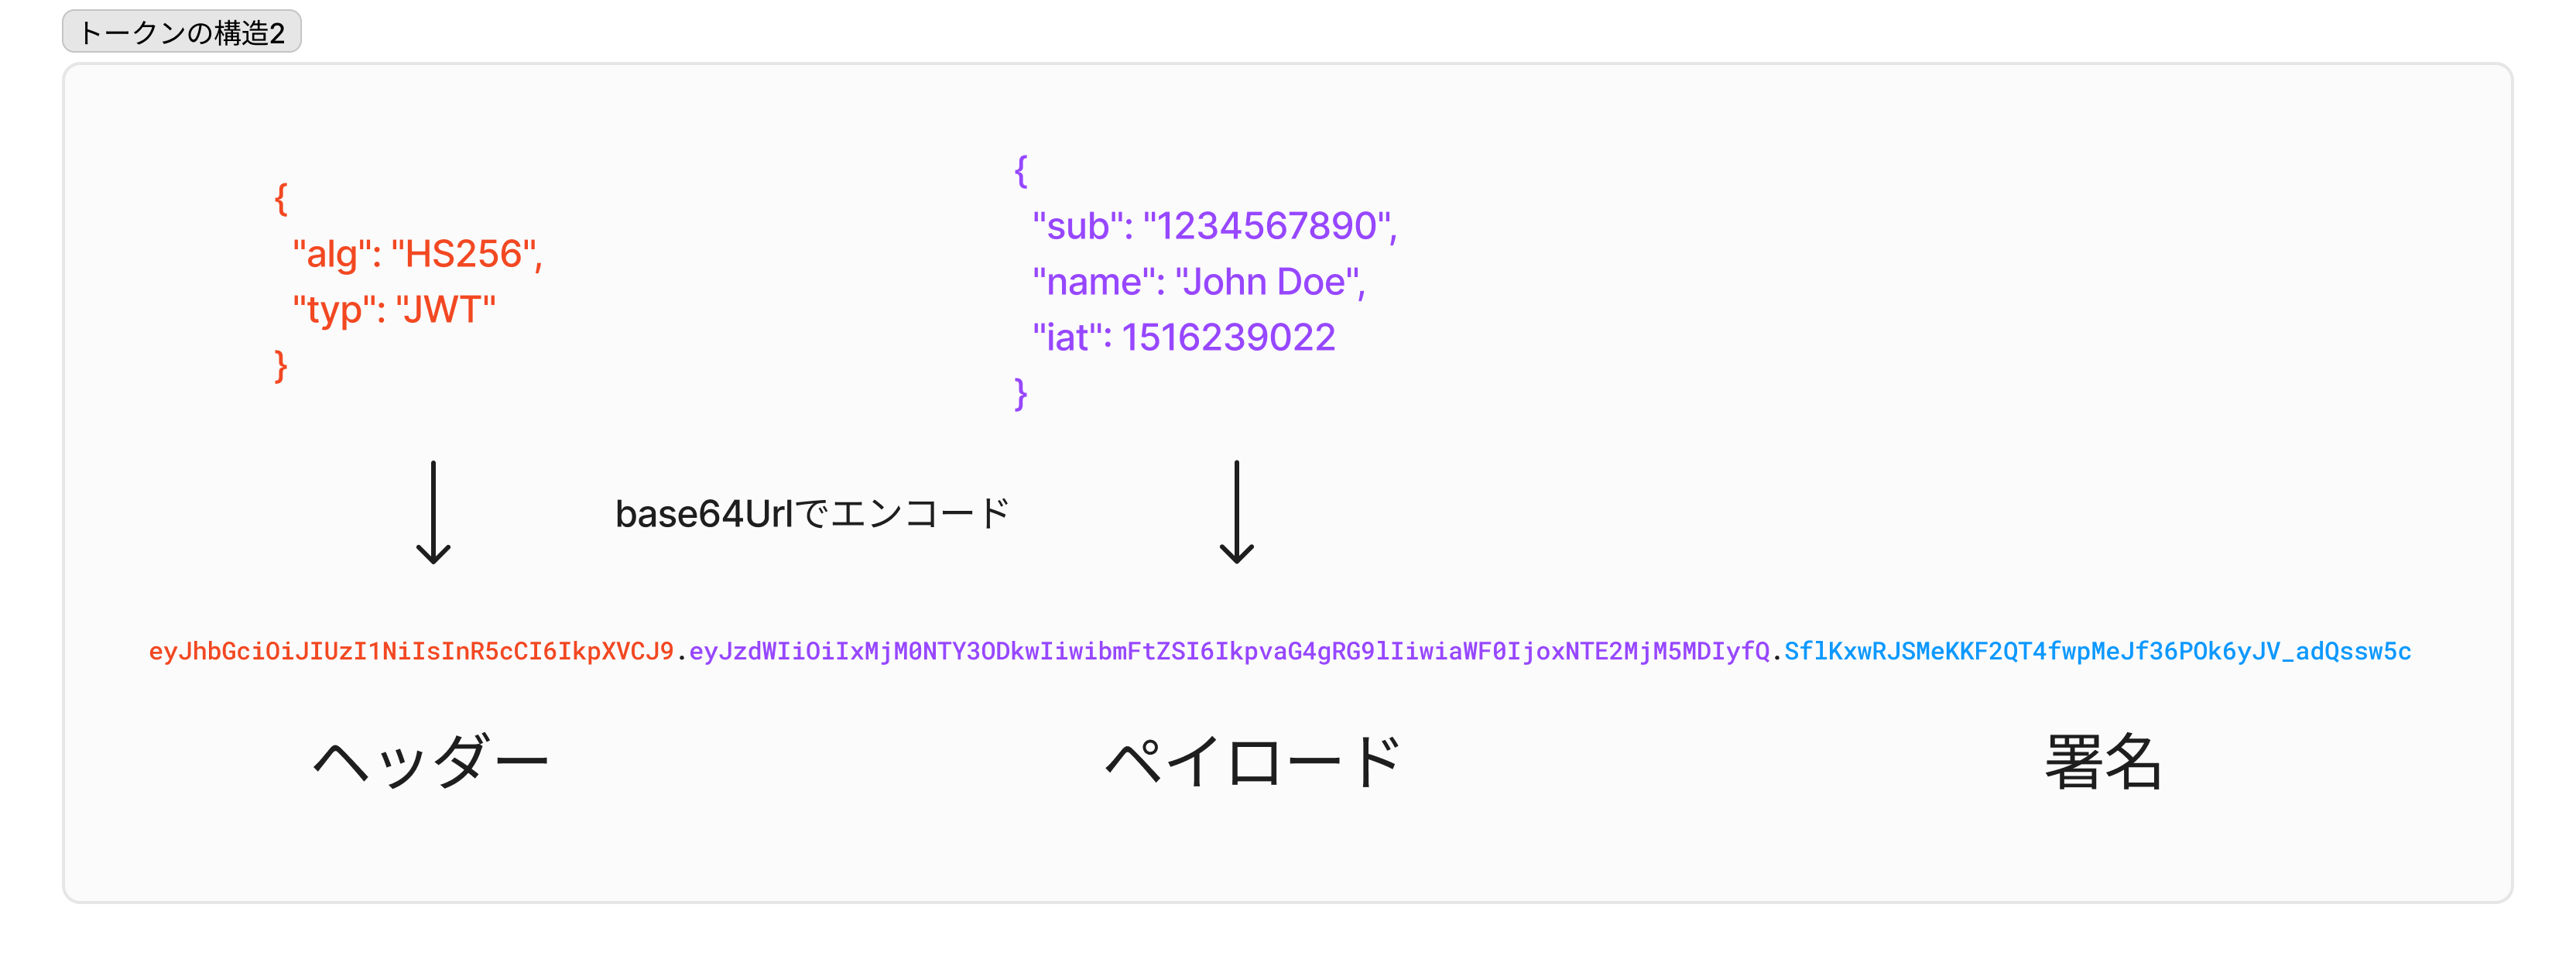 トークンの構造2
{
"alg": "HS256",
"typ": "JWT"
}
{
"sub": "1234567890",
"name": "John Doe",
"iat": 1516239022
}
base64Urlでエンコード
eyJhbGciOiJIUzI1NiIsInR5cCI6IkpXVCJ9.eyJzdWIiOiIxMjM0NTY3ODkwIiwibmFtZSI6IkpvaG4gRG9lIiwiaWF0IjoxNTE2MjM5MDIyfQ.SflKxwRJSMeKKF2QT4fwpMeJf36POk6yJV_adQssw5c
ヘッダー
ペイロード
署名